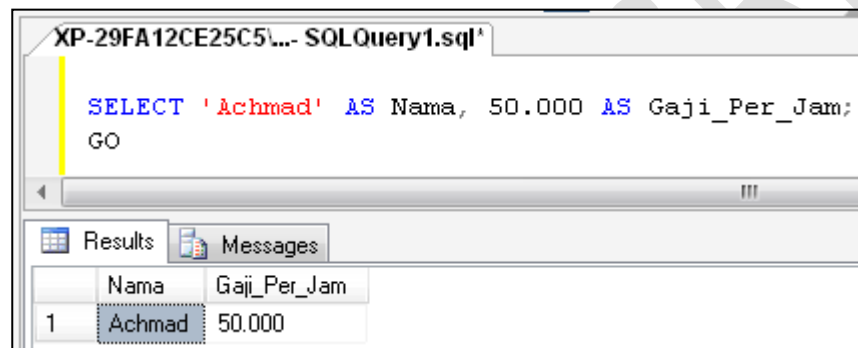 XP-29FA12CE25C5\...- SQLQuery1.sql*
SELECT 'Achmad' AS Nama, 50.000 AS Gaji_Per_Jam;
GO
Results Messages
Nama Gaji_Per_Jam
1 Achmad 50.000